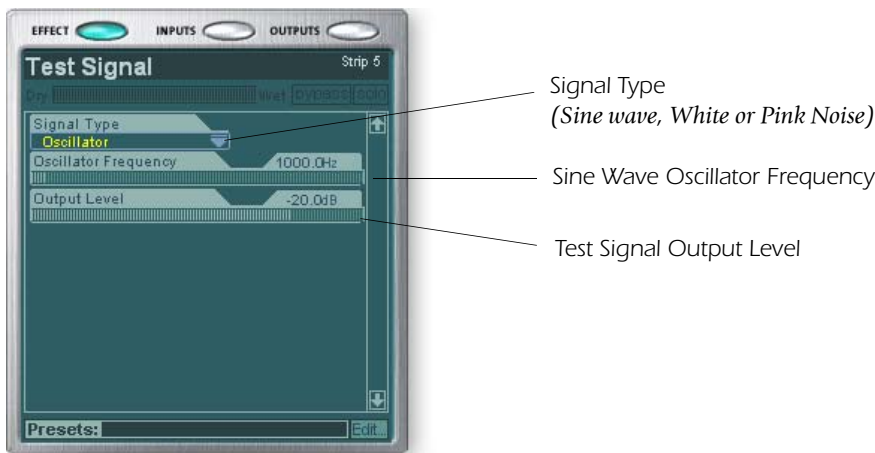 EFFECT INPUTS OUTPUTS
Test Signal Strip 5
Dry Wet bypass solo
Signal Type
Oscillator
Oscillator Frequency 1000.0Hz
Output Level -20.0dB
Presets: Edit...
Signal Type
(Sine wave, White or Pink Noise)
Sine Wave Oscillator Frequency
Test Signal Output Level